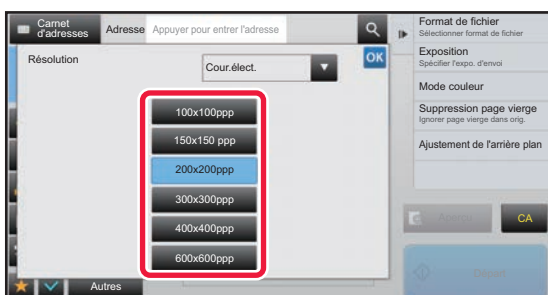 Carnet d'adresses
Adresse
Appuyer pour entrer l'adresse
Résolution
Cour.élect.
OK
100x100ppp
150x150 ppp
200x200ppp
300x300ppp
400x400ppp
600x600ppp
Autres
Format de fichier
Sélectionner format de fichier
Exposition
Spécifier l'expo. d'envoi
Mode couleur
Suppression page vierge
Ignorer page vierge dans orig.
Ajustement de l'arrière plan
Aperçu
CA
Départ